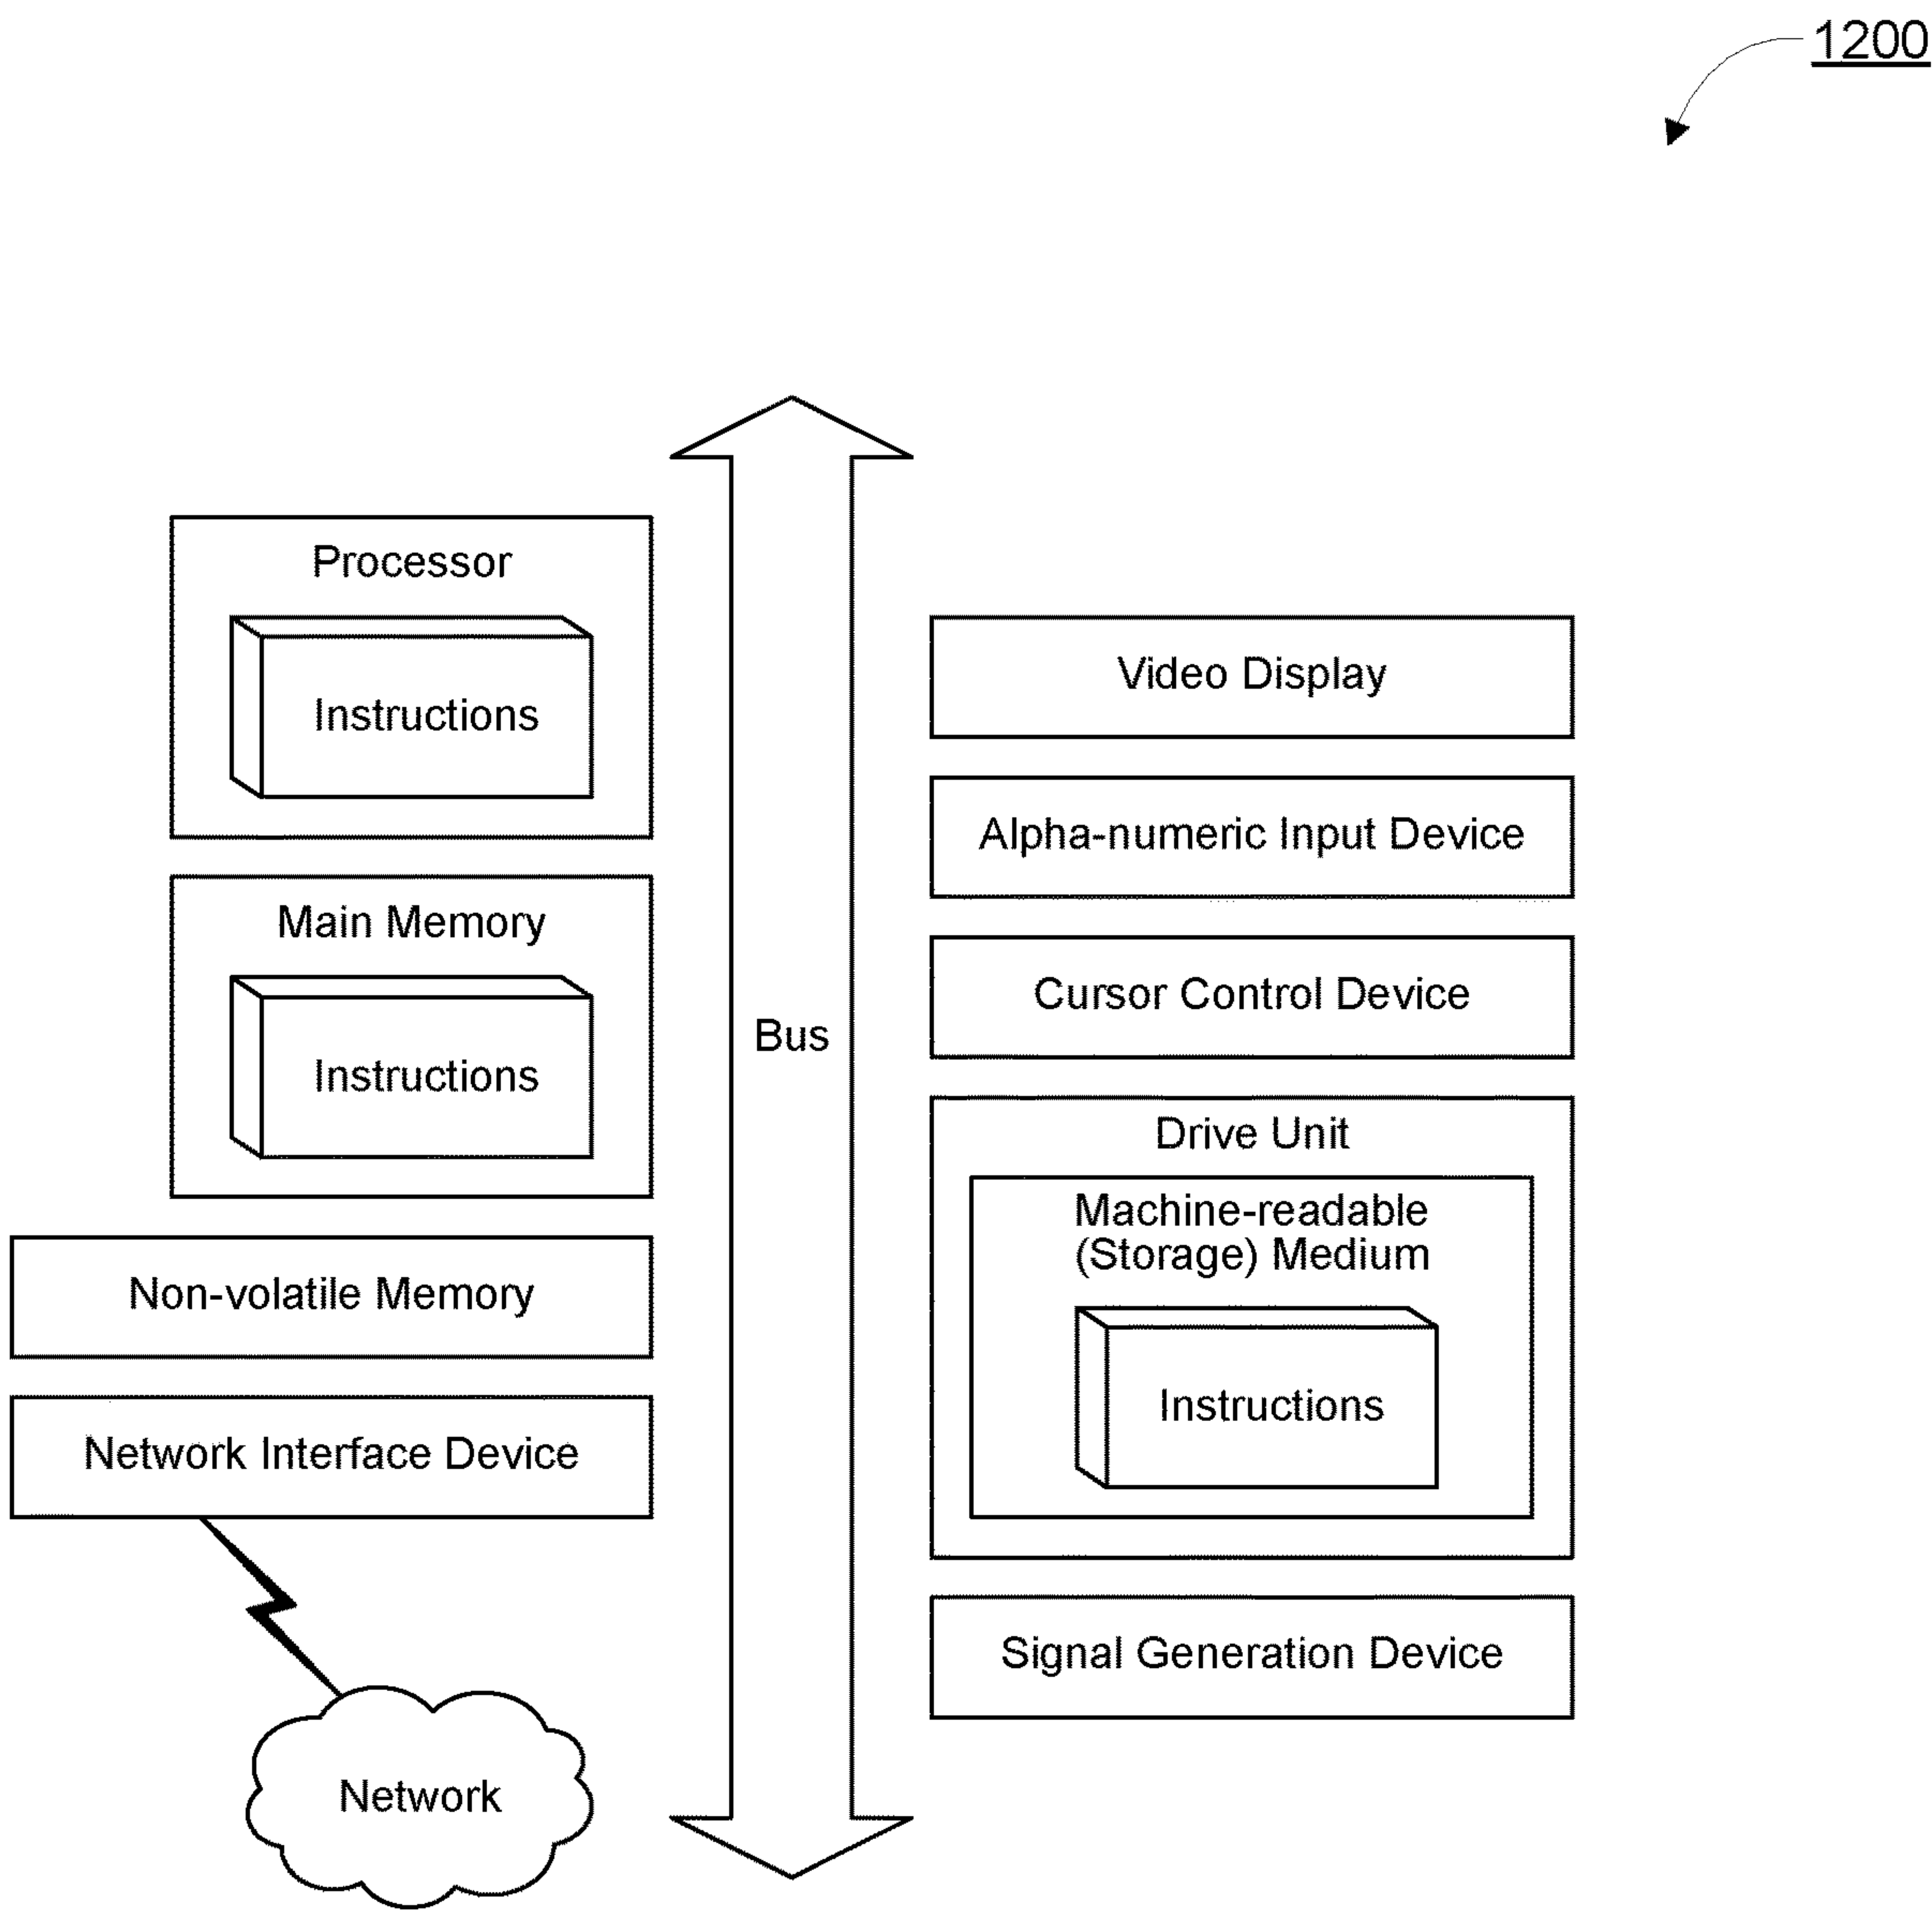 1200
Processor
Instructions
Main Memory
Instructions
Non-volatile Memory
Network Interface Device
Network
Bus
Video Display
Alpha-numeric Input Device
Cursor Control Device
Drive Unit
Machine-readable
(Storage) Medium
Instructions
Signal Generation Device